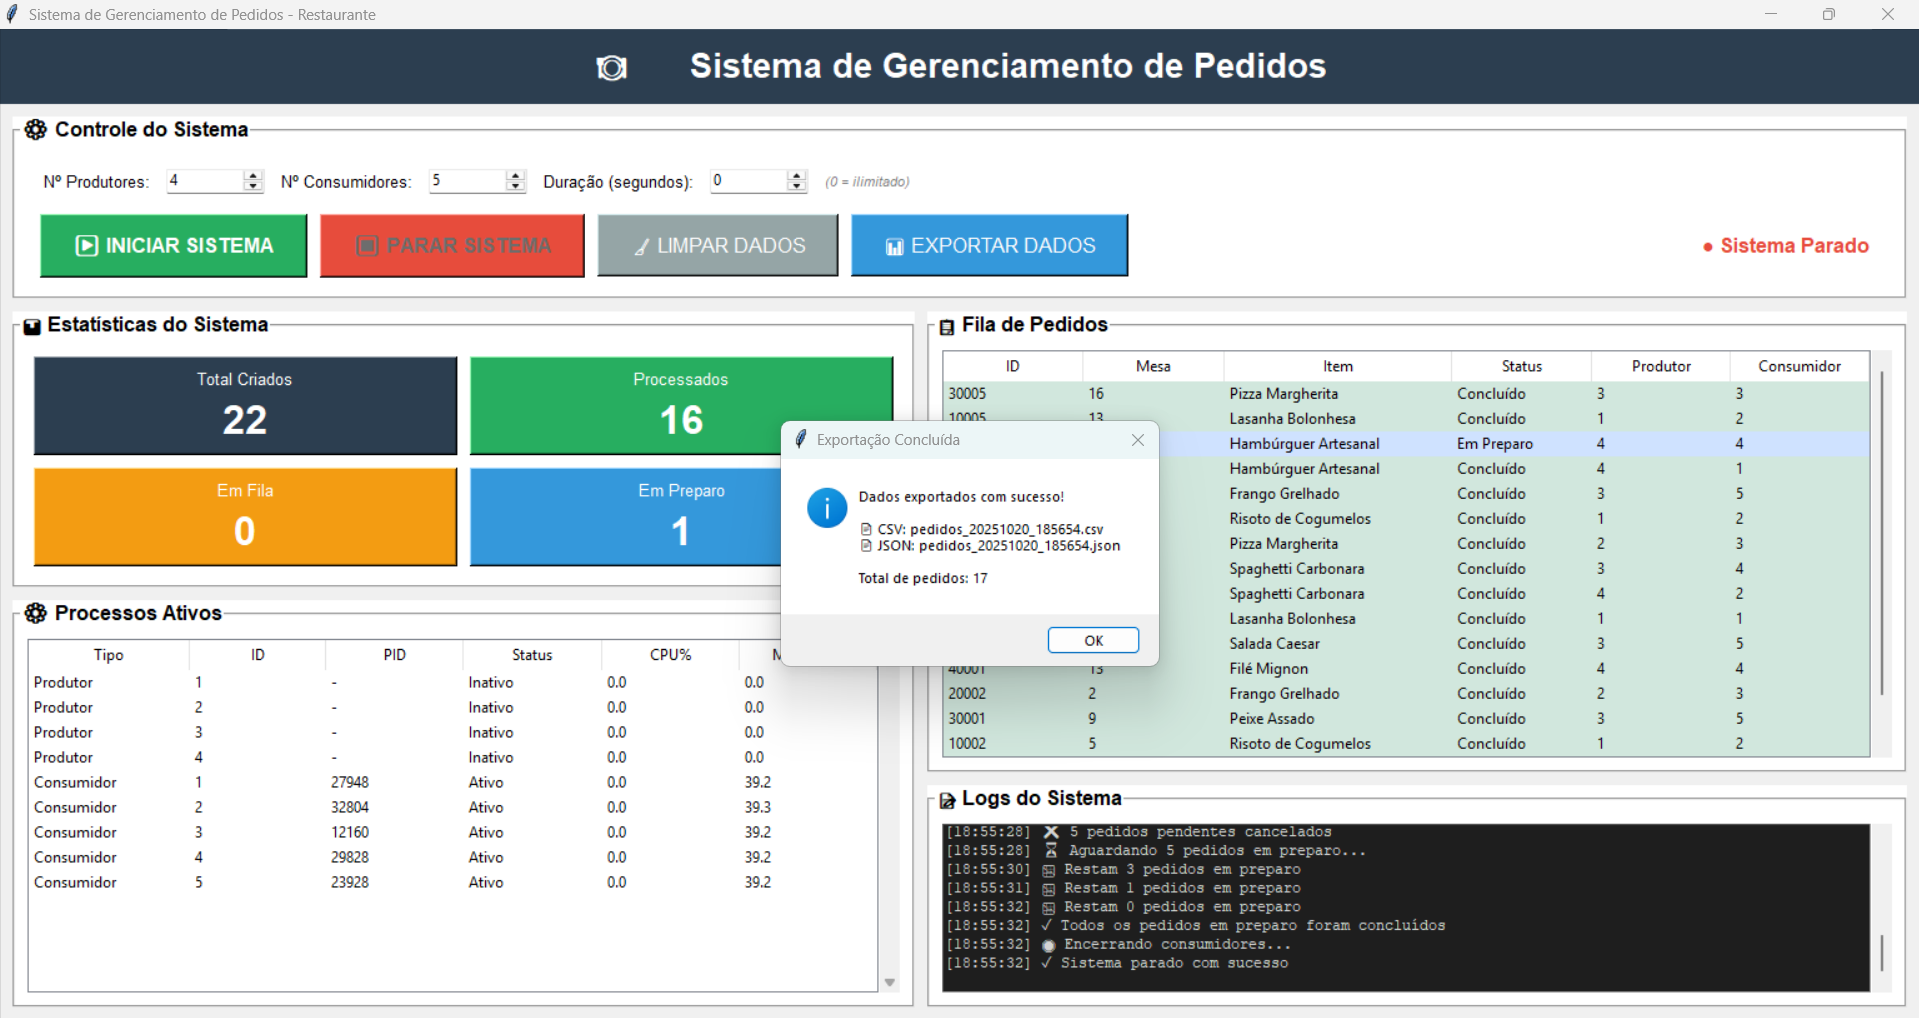 Sistema de Gerenciamento de Pedidos - Restaurante
Sistema de Gerenciamento de Pedidos
Controle do Sistema
Nº Produtores: 4 Nº Consumidores: 5 Duração (segundos): 0 (0 = ilimitado)
INICIAR SISTEMA PARAR SISTEMA LIMPAR DADOS EXPORTAR DADOS ● Sistema Parado
Estatísticas do Sistema
Total Criados
22
Processados
16
Em Fila
0
Em Preparo
1
Processos Ativos
Tipo ID PID Status CPU% M
Produtor 1 - Inativo 0.0 0.0
Produtor 2 - Inativo 0.0 0.0
Produtor 3 - Inativo 0.0 0.0
Produtor 4 - Inativo 0.0 0.0
Consumidor 1 27948 Ativo 0.0 39.2
Consumidor 2 32804 Ativo 0.0 39.3
Consumidor 3 12160 Ativo 0.0 39.2
Consumidor 4 29828 Ativo 0.0 39.2
Consumidor 5 23928 Ativo 0.0 39.2
Fila de Pedidos
ID Mesa Item Status Produtor Consumidor
30005 16 Pizza Margherita Concluído 3 3
10005 13 Lasanha Bolonhesa Concluído 1 2
Hambúrguer Artesanal Em Preparo 4 4
Hambúrguer Artesanal Concluído 4 1
Frango Grelhado Concluído 3 5
Risoto de Cogumelos Concluído 1 2
Pizza Margherita Concluído 2 3
Spaghetti Carbonara Concluído 3 4
Spaghetti Carbonara Concluído 4 2
Lasanha Bolonhesa Concluído 1 1
Salada Caesar Concluído 3 5
40001 13 Filé Mignon Concluído 4 4
20002 2 Frango Grelhado Concluído 2 3
30001 9 Peixe Assado Concluído 3 5
10002 5 Risoto de Cogumelos Concluído 1 2
Exportação Concluída
Dados exportados com sucesso!
CSV: pedidos_20251020_185654.csv
JSON: pedidos_20251020_185654.json
Total de pedidos: 17
OK
Logs do Sistema
[18:55:28] ❌ 5 pedidos pendentes cancelados
[18:55:28] ⏳ Aguardando 5 pedidos em preparo...
[18:55:30] Restam 3 pedidos em preparo
[18:55:31] Restam 1 pedidos em preparo
[18:55:32] Restam 0 pedidos em preparo
[18:55:32] ✓ Todos os pedidos em preparo foram concluídos
[18:55:32] Encerrando consumidores...
[18:55:32] ✓ Sistema parado com sucesso